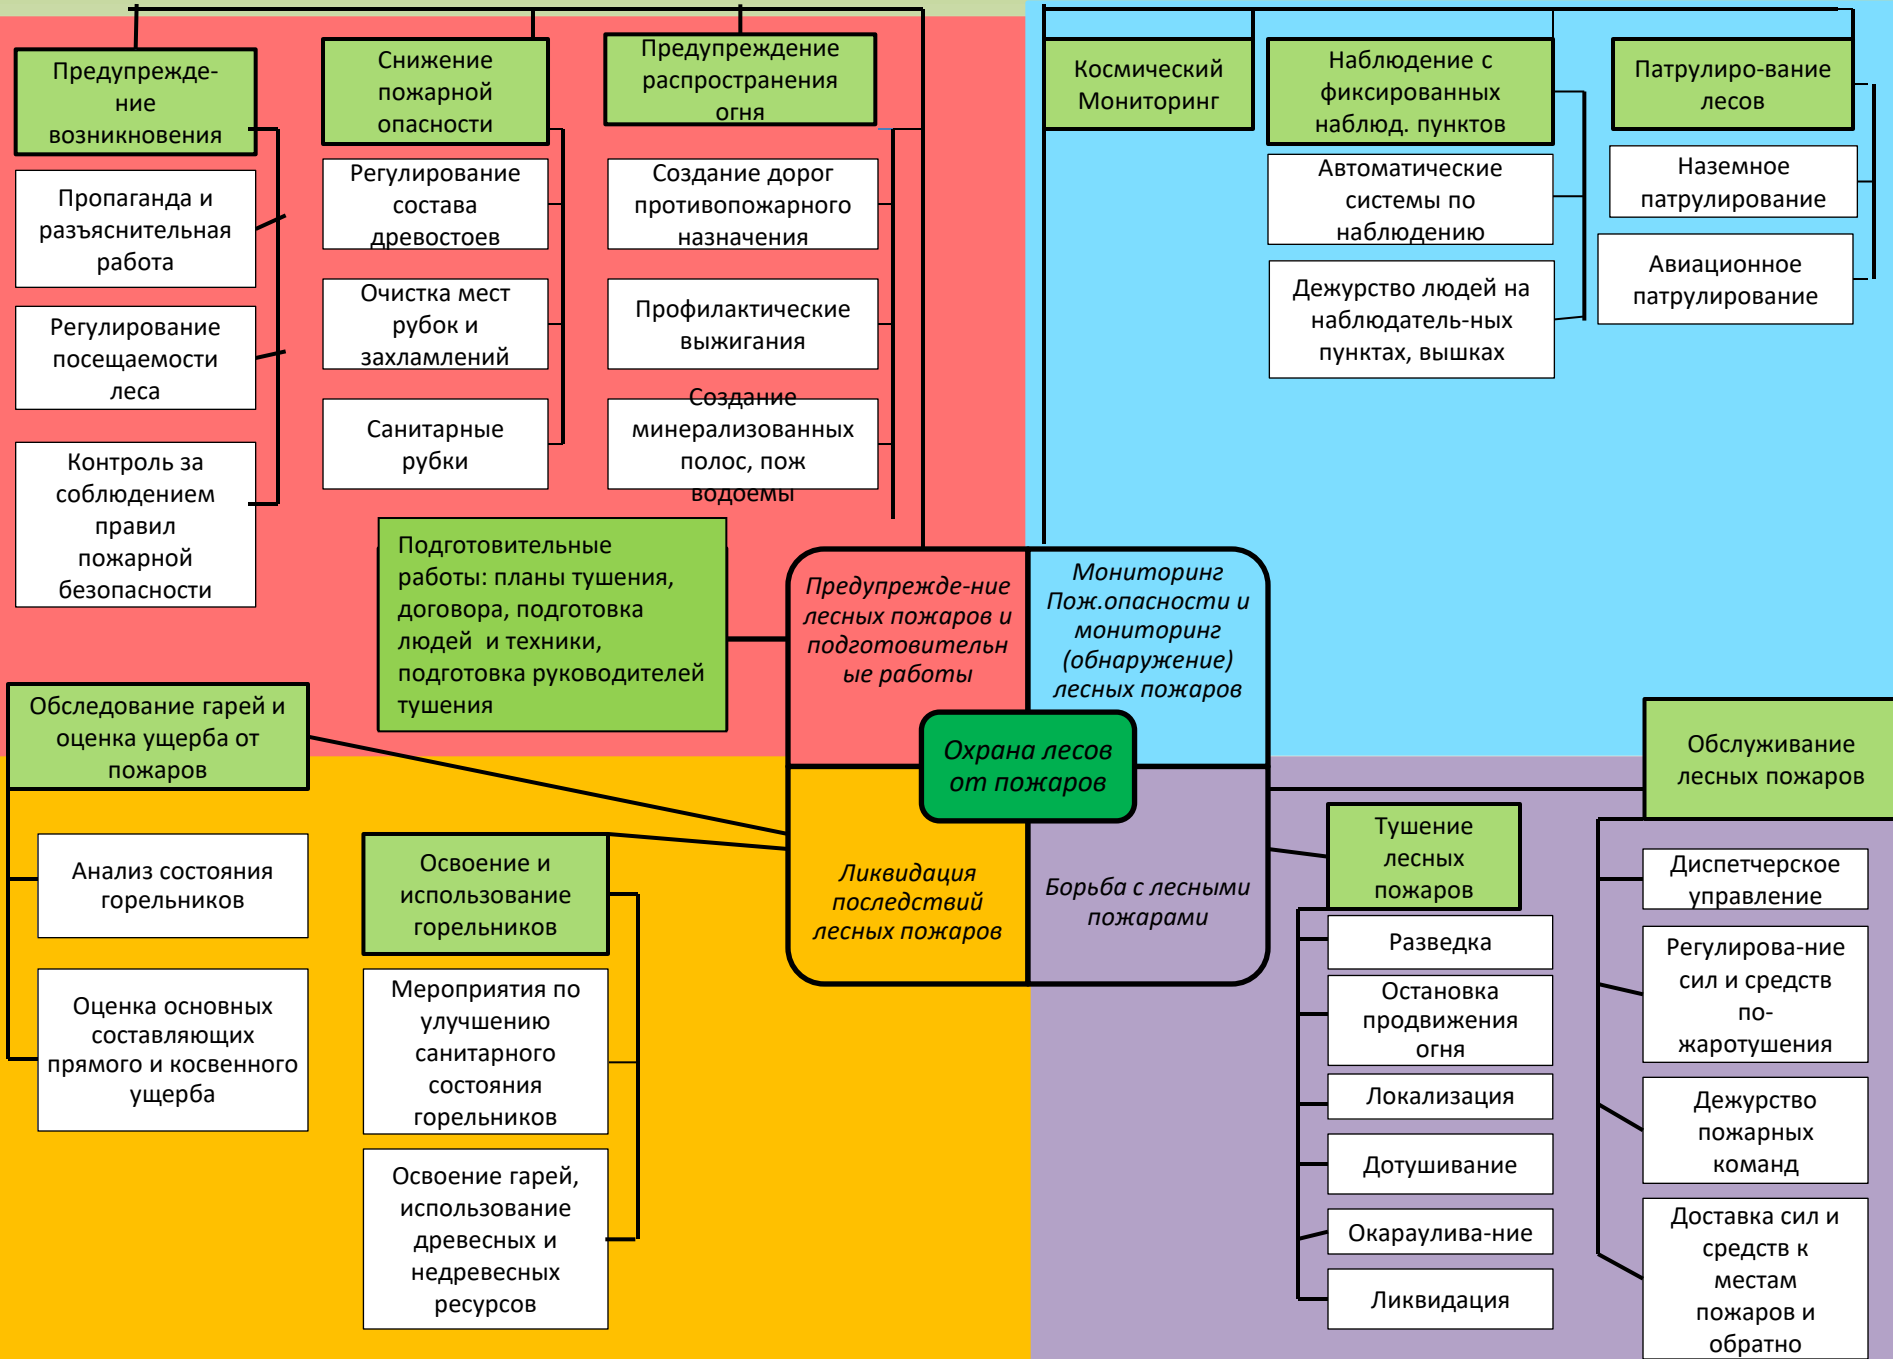 Предупрежде-
ние
возникновения
Пропаганда и
разъяснительная
работа
Регулирование
посещаемости
леса
Контроль за
соблюдением
правил
пожарной
безопасности
Снижение
пожарной
опасности
Регулирование
состава
древостоев
Очистка мест
рубок и
захламлений
Санитарные
рубки
Предупреждение
распространения
огня
Создание дорог
противопожарного
назначения
Профилактические
выжигания
Создание
минерализованных
полос, пож
водоемы
Подготовительные
работы: планы тушения,
договора, подготовка
людей  и техники,
подготовка руководителей
тушения
Космический
Мониторинг
Наблюдение с
фиксированных
наблюд. пунктов
Автоматические
системы по
наблюдению
Дежурство людей на
наблюдатель-ных
пунктах, вышках
Патрулиро-вание
лесов
Наземное
патрулирование
Авиационное
патрулирование
Предупрежде-ние
лесных пожаров и
подготовительн
ые работы
Мониторинг
Пож.опасности и
мониторинг
(обнаружение)
лесных пожаров
Охрана лесов
от пожаров
Ликвидация
последствий
лесных пожаров
Борьба с лесными
пожарами
Обследование гарей и
оценка ущерба от
пожаров
Анализ состояния
горельников
Оценка основных
составляющих
прямого и косвенного
ущерба
Освоение и
использование
горельников
Мероприятия по
улучшению
санитарного
состояния
горельников
Освоение гарей,
использование
древесных и
недревесных
ресурсов
Тушение
лесных
пожаров
Разведка
Остановка
продвижения
огня
Локализация
Дотушивание
Окараулива-ние
Ликвидация
Обслуживание
лесных пожаров
Диспетчерское
управление
Регулирова-ние
сил и средств
по-
жаротушения
Дежурство
пожарных
команд
Доставка сил и
средств к
местам
пожаров и
обратно